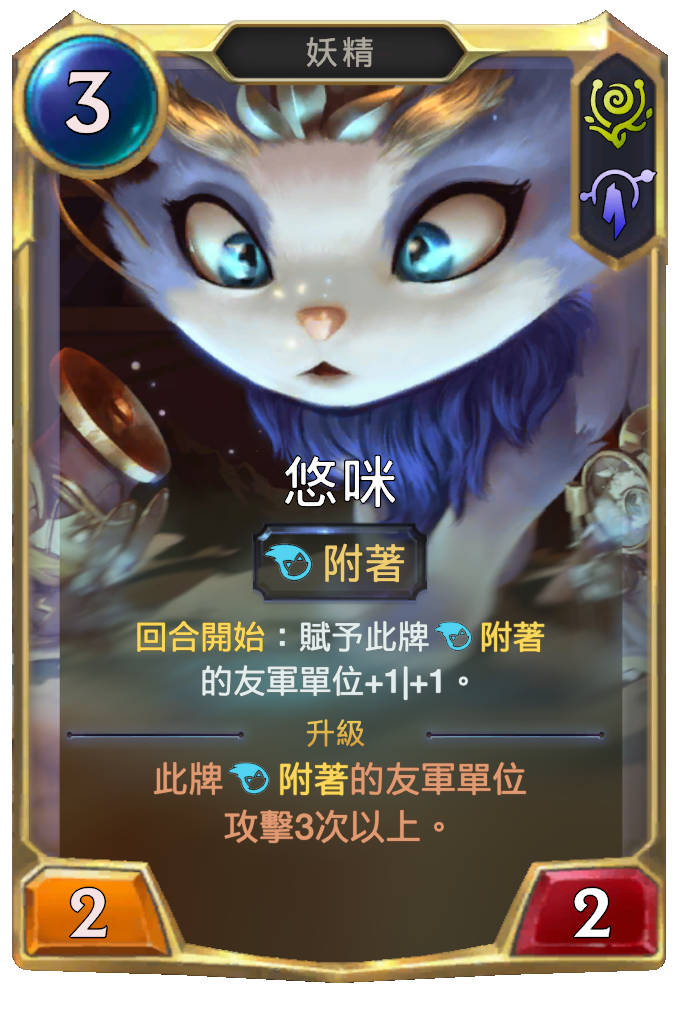 妖精
3
悠咪
附著
回合開始：賦予此牌附著
的友軍單位+1|+1。
升級
此牌附著的友軍單位
攻擊3次以上。
2
2